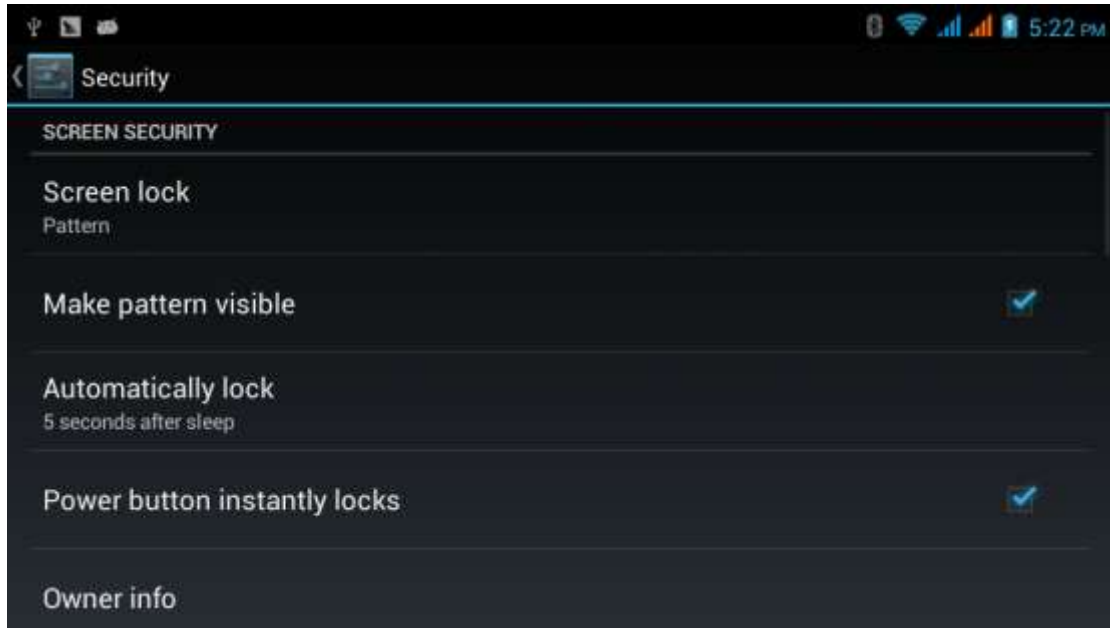 5:22 PM
Security
SCREEN SECURITY
Screen lock
Pattern
Make pattern visible
Automatically lock
5 seconds after sleep
Power button instantly locks
Owner info